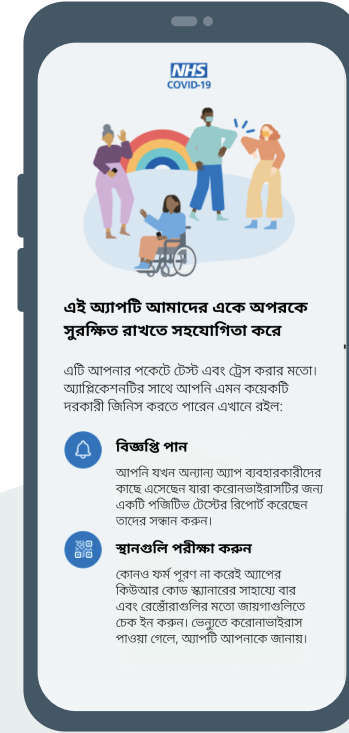 NHS
COVID-19
এই অ্যাপটি আমাদের একে অপরকে
সুরক্ষিত রাখতে সহযোগিতা করে
এটি আপনার পকেটে টেস্ট এবং ট্রেস করার মতো।
অ্যাপ্লিকেশনটির সাথে আপনি এমন কয়েকটি
দরকারী জিনিস করতে পারেন এখানে রইল:
বিজ্ঞপ্তি পান
আপনি যখন অন্যান্য অ্যাপ ব্যবহারকারীদের
কাছে এসেছেন যারা করোনভাইরাসটির জন্য
একটি পজিটিভ টেস্টের রিপোর্ট করেছেন
তাদের সন্ধান করুন।
স্থানগুলি পরীক্ষা করুন
কোনও ফর্ম পূরণ না করেই অ্যাপের
কিউআর কোড স্ক্যানারের সাহায্যে বার
এবং রেস্তোঁরাগুলির মতো জায়গাগুলিতে
চেক ইন করুন। ভেন্যুতে করোনাভাইরাস
পাওয়া গেলে, অ্যাপটি আপনাকে জানায়।